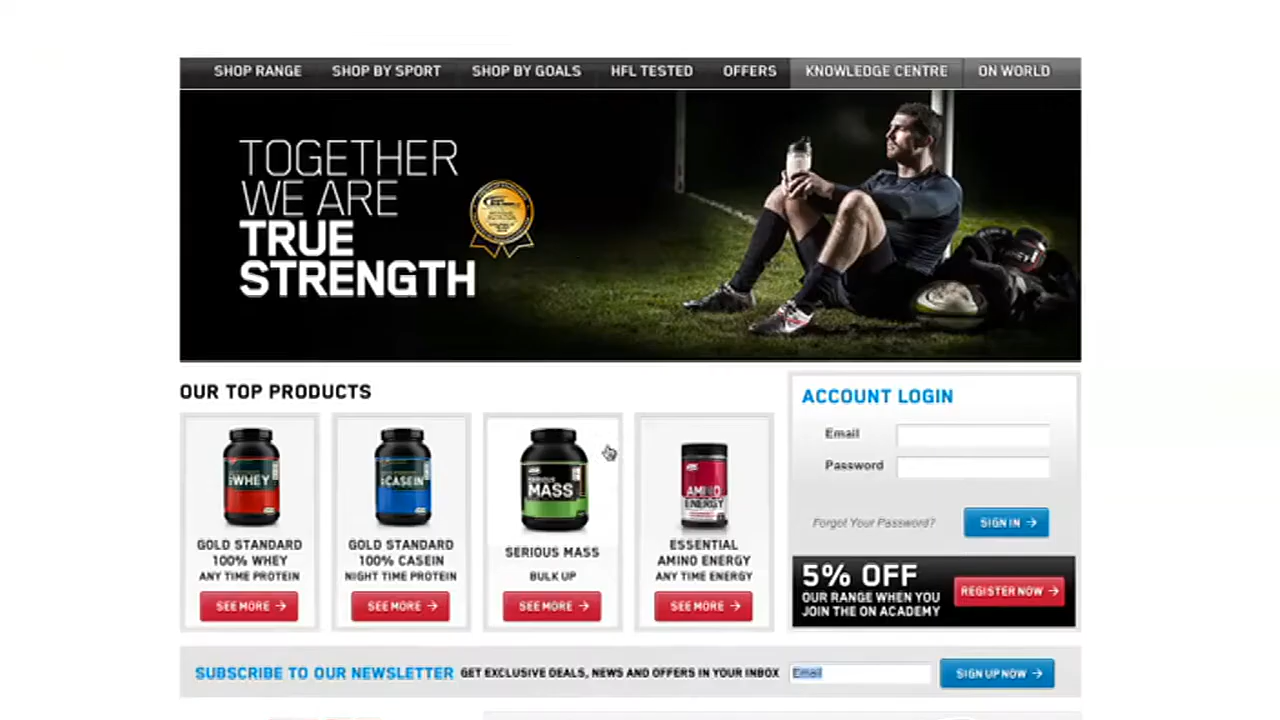 SHOP RANGE SHOP BY SPORT SHOP BY GOALS HFL TESTED OFFERS KNOWLEDGE CENTRE ON WORLD
TOGETHER
WE ARE
TRUE
STRENGTH
OUR TOP PRODUCTS
WHEY
CASEIN
SERIOUS
MASS
AMINO
ENERGY
GOLD STANDARD
100% WHEY
ANY TIME PROTEIN
SEE MORE
GOLD STANDARD
100% CASEIN
NIGHT TIME PROTEIN
SEE MORE
SERIOUS MASS
BULK UP
SEE MORE
ESSENTIAL
AMINO ENERGY
ANY TIME ENERGY
SEE MORE
ACCOUNT LOGIN
Email
Password
Forgot Your Password?
SIGN IN
5% OFF
OUR RANGE WHEN YOU
JOIN THE ON ACADEMY
REGISTER NOW
SUBSCRIBE TO OUR NEWSLETTER GET EXCLUSIVE DEALS, NEWS AND OFFERS IN YOUR INBOX Email SIGN UP NOW